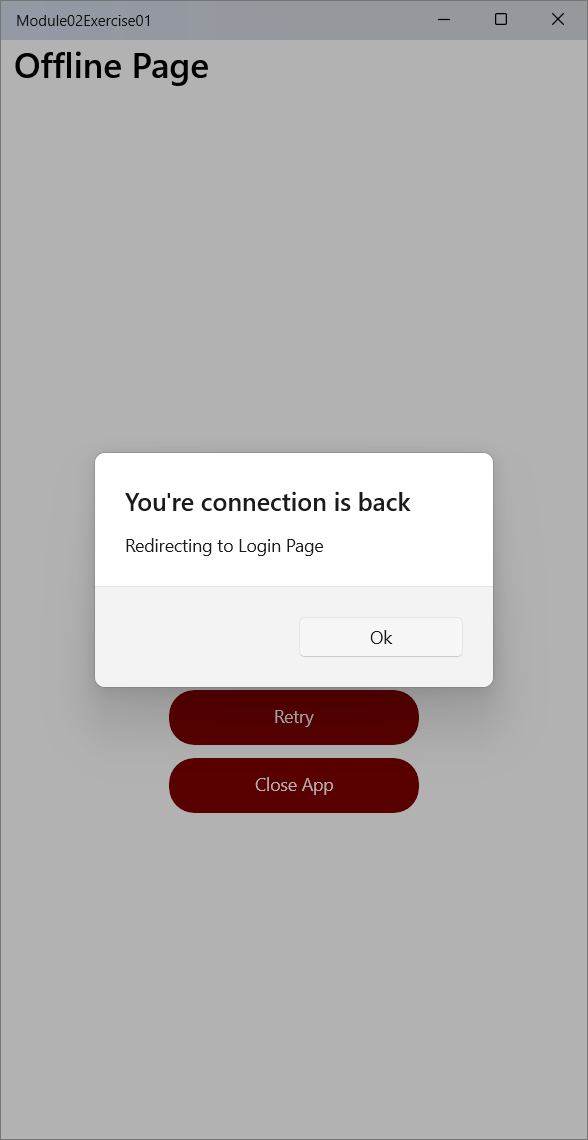 Module02Exercise01
Offline Page
You're connection is back
Redirecting to Login Page
Ok
Retry
Close App